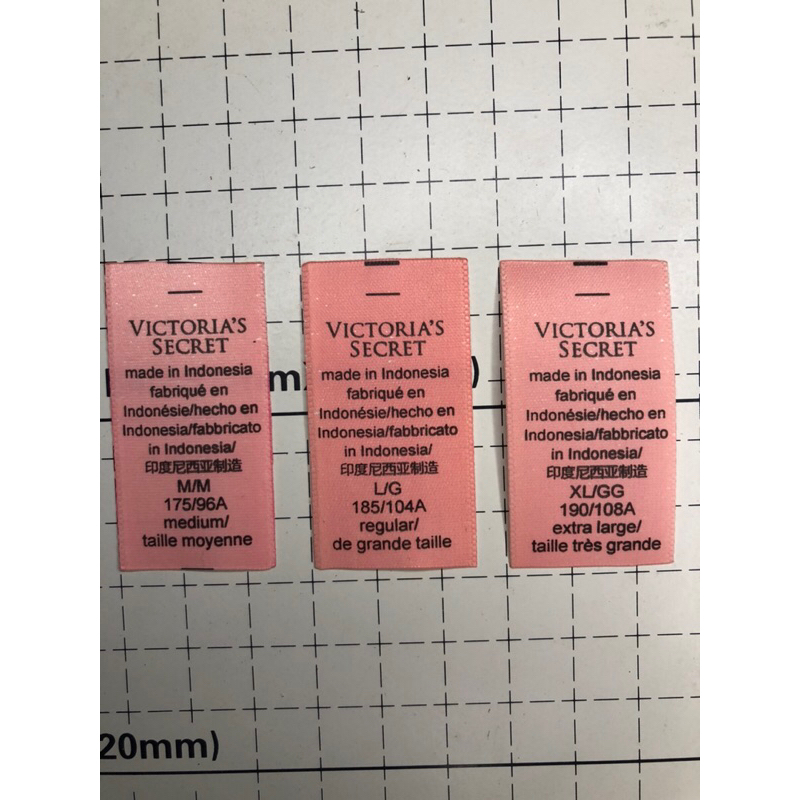 VICTORIA'S
SECRET
made in Indonesia
fabriqué en
Indonésie/hecho en
Indonesia/fabbricato
in Indonesia/
印度尼西亚制造
M/M
175/96A
medium/
taille moyenne
VICTORIA'S
SECRET
made in Indonesia
fabriqué en
Indonésie/hecho en
Indonesia/fabbricato
in Indonesia/
印度尼西亚制造
L/G
185/104A
regular/
de grande taille
VICTORIA'S
SECRET
made in Indonesia
fabriqué en
Indonésie/hecho en
Indonesia/fabbricato
in Indonesia/
印度尼西亚制造
XL/GG
190/108A
extra large/
taille très grande
20mm)